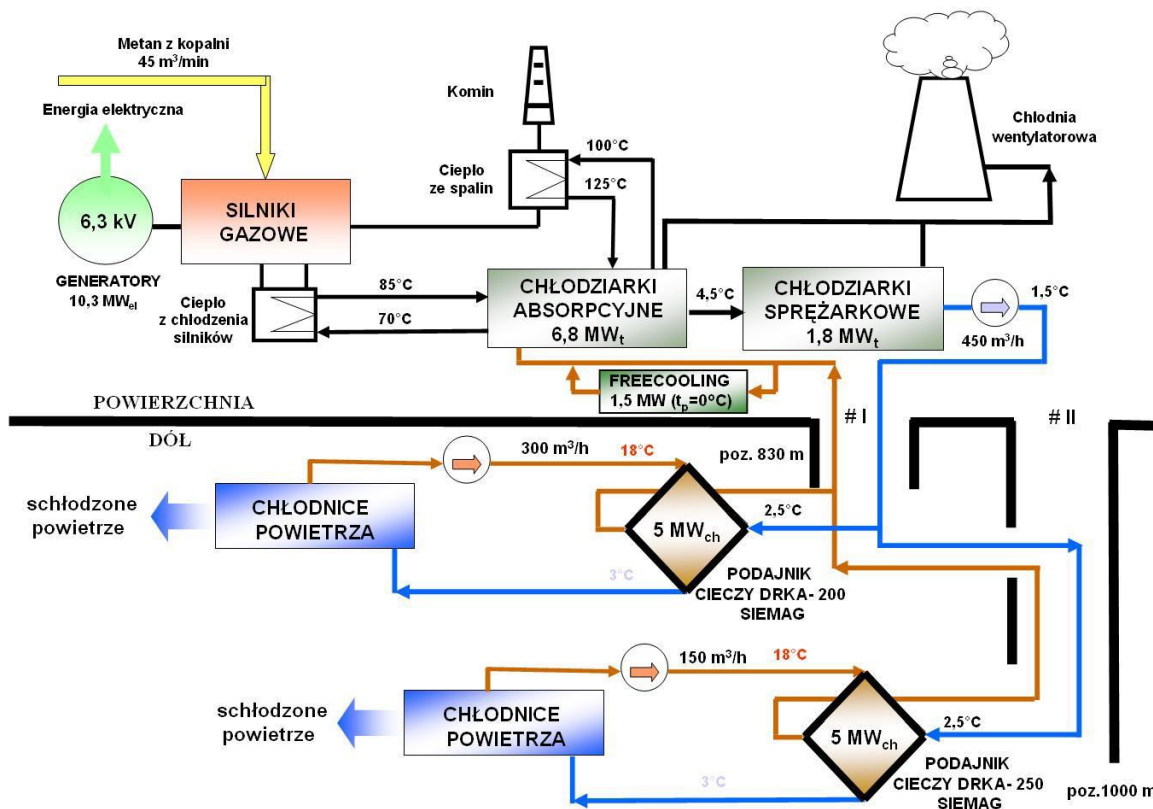 Metan z kopalni
45 m³/min
Energia elektryczna
Komin
Chłodnia
wentylatorowa
100°C
Ciepło
ze spalin
125°C
6,3 kV
SILNIKI
GAZOWE
GENERATORY
10,3 MWel
Ciepło
z chłodzenia
silników
85°C
70°C
CHŁODZIARKI
ABSORPCYJNE
6,8 MWt
4,5°C
CHŁODZIARKI
SPRĘŻARKOWE
1,8 MWt
1,5°C
450 m³/h
FREECOOLING
1,5 MW (tp=0°C)
POWIERZCHNIA
DÓŁ
# I
# II
300 m³/h
18°C
poz. 830 m
schłodzone
powietrze
CHŁODNICE
POWIETRZA
5 MWch
2,5°C
3°C
PODAJNIK
CIECZY DRKA- 200
SIEMAG
150 m³/h
18°C
schłodzone
powietrze
CHŁODNICE
POWIETRZA
5 MWch
2,5°C
3°C
PODAJNIK
CIECZY DRKA- 250
SIEMAG
poz.1000 m